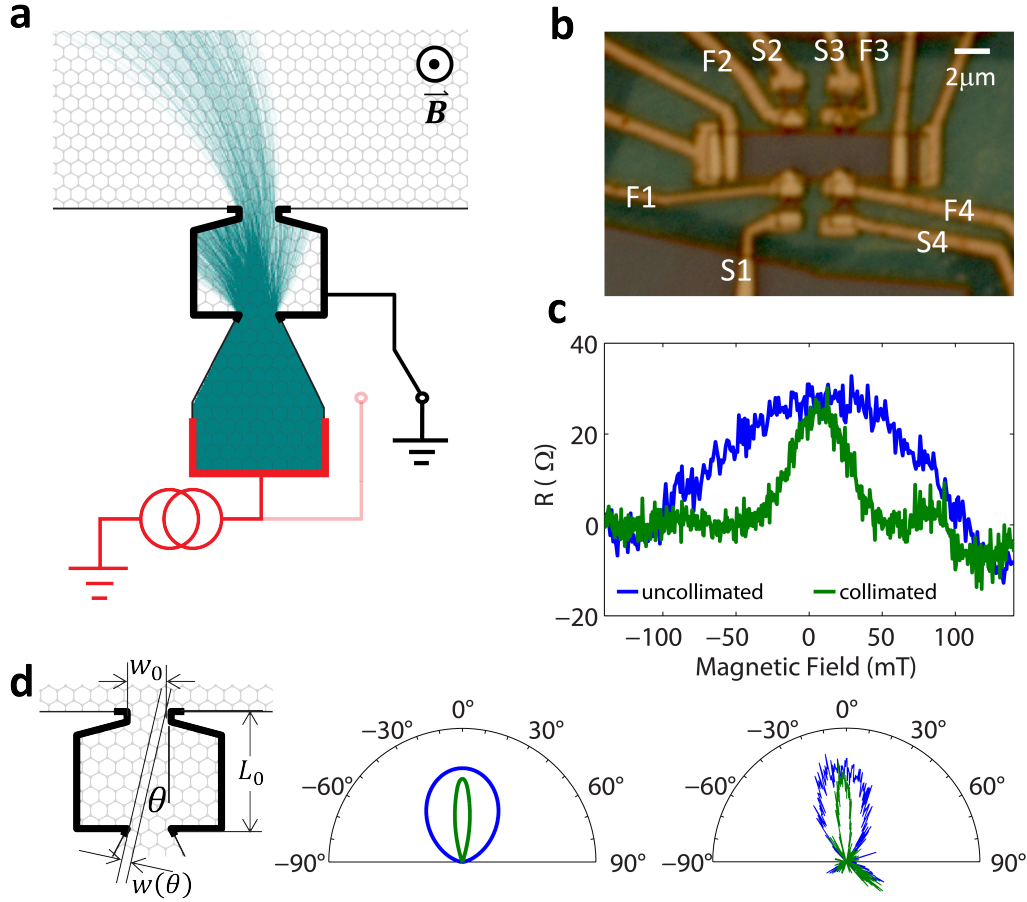 a
B
b
F2
S2
S3
F3
2μm
F1
F4
S1
S4
c
40
20
0
−20
R ( Ω)
uncollimated
collimated
−100
−50
0
50
100
Magnetic Field (mT)
d
w₀
L₀
θ
w(θ)
0°
−30°
30°
−60°
60°
−90°
90°
0°
−30°
30°
−60°
60°
−90°
90°